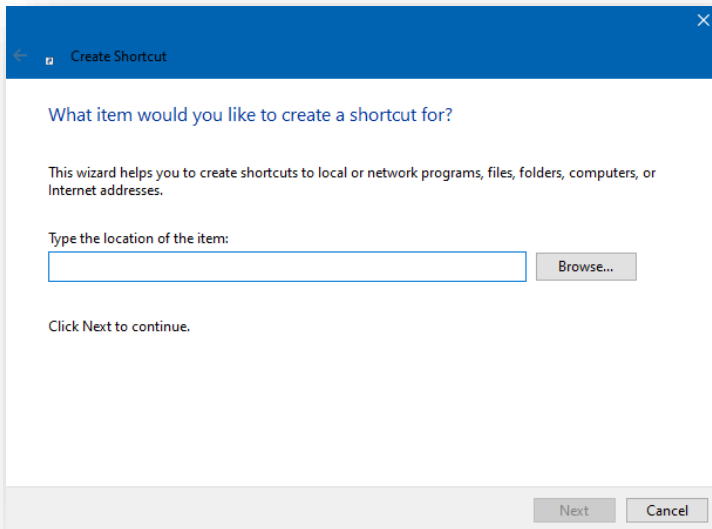 Create Shortcut
What item would you like to create a shortcut for?
This wizard helps you to create shortcuts to local or network programs, files, folders, computers, or
Internet addresses.
Type the location of the item:
Browse...
Click Next to continue.
Next
Cancel